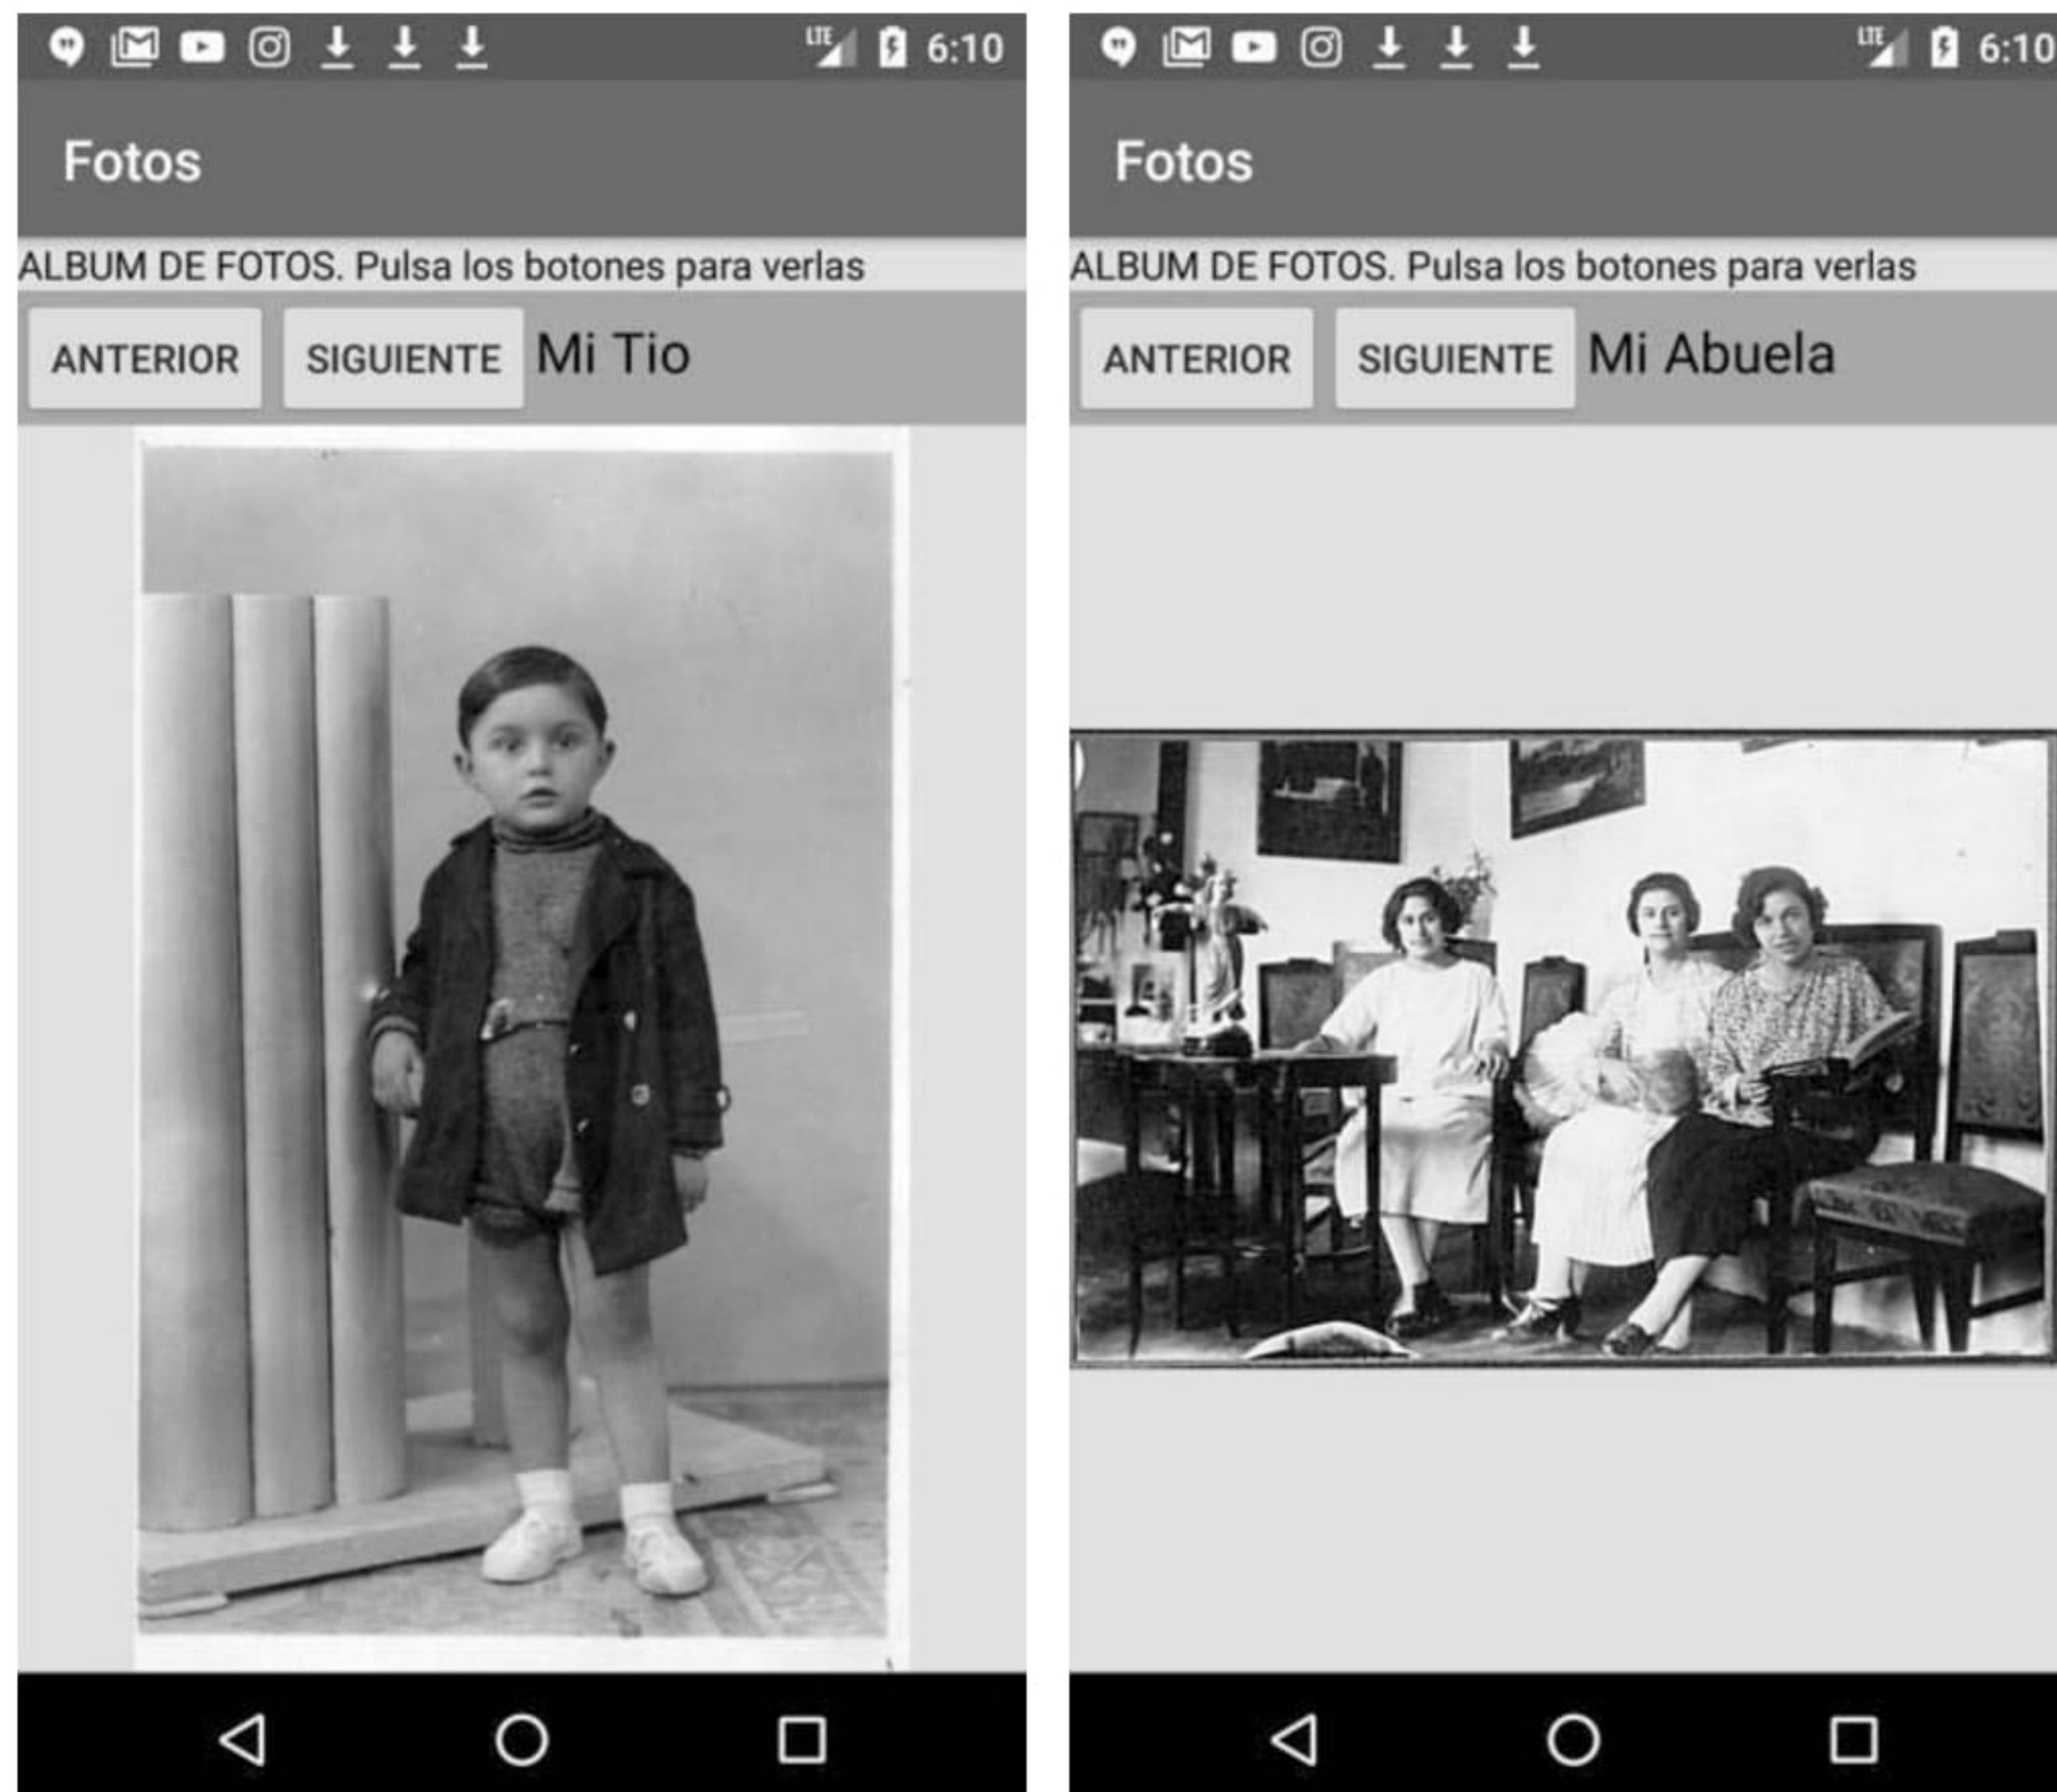 6:10
Fotos
ALBUM DE FOTOS. Pulsa los botones para verlas
ANTERIOR SIGUIENTE Mi Tio
LTE 6:10
Fotos
ALBUM DE FOTOS. Pulsa los botones para verlas
ANTERIOR SIGUIENTE Mi Abuela